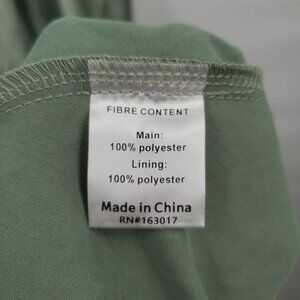 FIBRE CONTENT
Main:
100% polyester
Lining:
100% polyester
Made in China
RN#163017